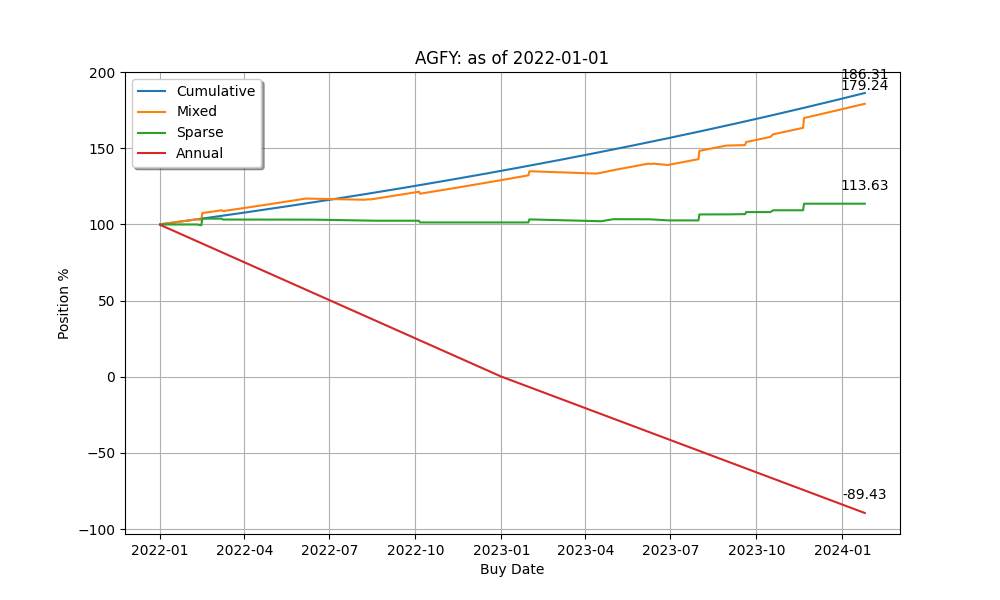 AGFY: as of 2022-01-01
Cumulative
Mixed
Sparse
Annual
186.31
179.24
113.63
-89.43
200
150
100
50
0
−50
−100
Position %
2022-01 2022-04 2022-07 2022-10 2023-01 2023-04 2023-07 2023-10 2024-01
Buy Date